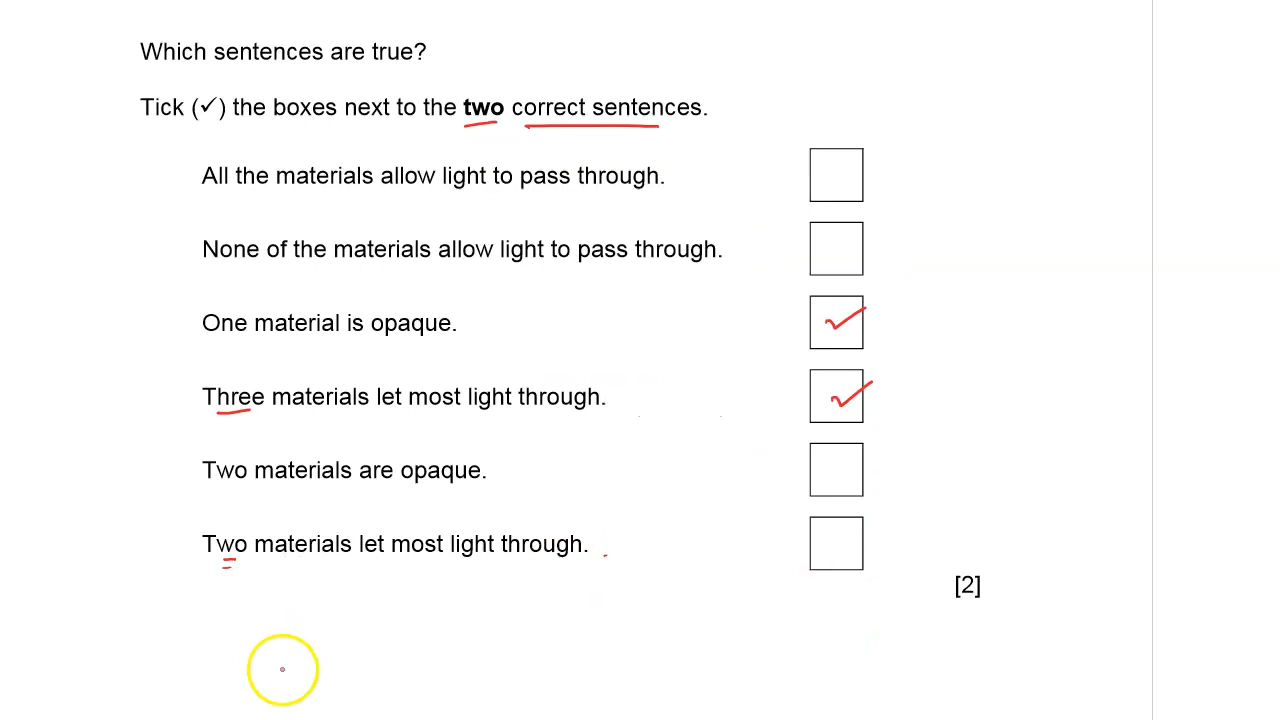 Which sentences are true?
Tick (✓) the boxes next to the two correct sentences.
All the materials allow light to pass through.
None of the materials allow light to pass through.
One material is opaque. ✓
Three materials let most light through. ✓
Two materials are opaque.
Two materials let most light through.
[2]